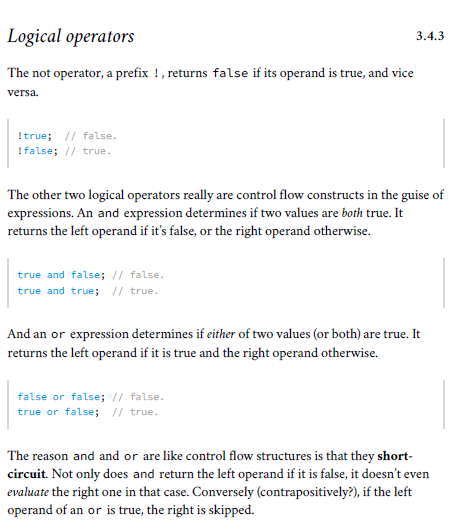 Logical operators 3.4.3
The not operator, a prefix !, returns false if its operand is true, and vice
versa.
!true; // false.
!false; // true.
The other two logical operators really are control flow constructs in the guise of
expressions. An and expression determines if two values are both true. It
returns the left operand if it's false, or the right operand otherwise.
true and false; // false.
true and true; // true.
And an or expression determines if either of two values (or both) are true. It
returns the left operand if it is true and the right operand otherwise.
false or false; // false.
true or false; // true.
The reason and and or are like control flow structures is that they short-
circuit. Not only does and return the left operand if it is false, it doesn't even
evaluate the right one in that case. Conversely (contrapositively?), if the left
operand of an or is true, the right is skipped.